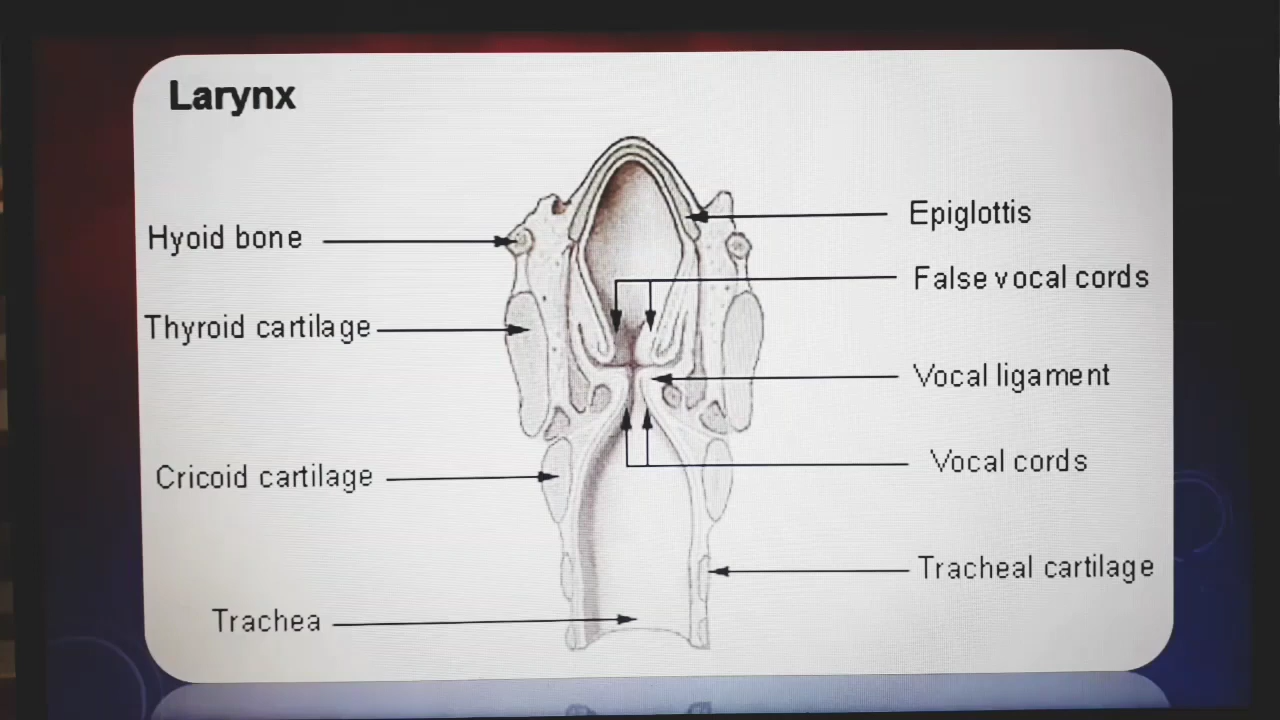 Larynx
Hyoid bone
Thyroid cartilage
Cricoid cartilage
Trachea
Epiglottis
False vocal cords
Vocal ligament
Vocal cords
Tracheal cartilage